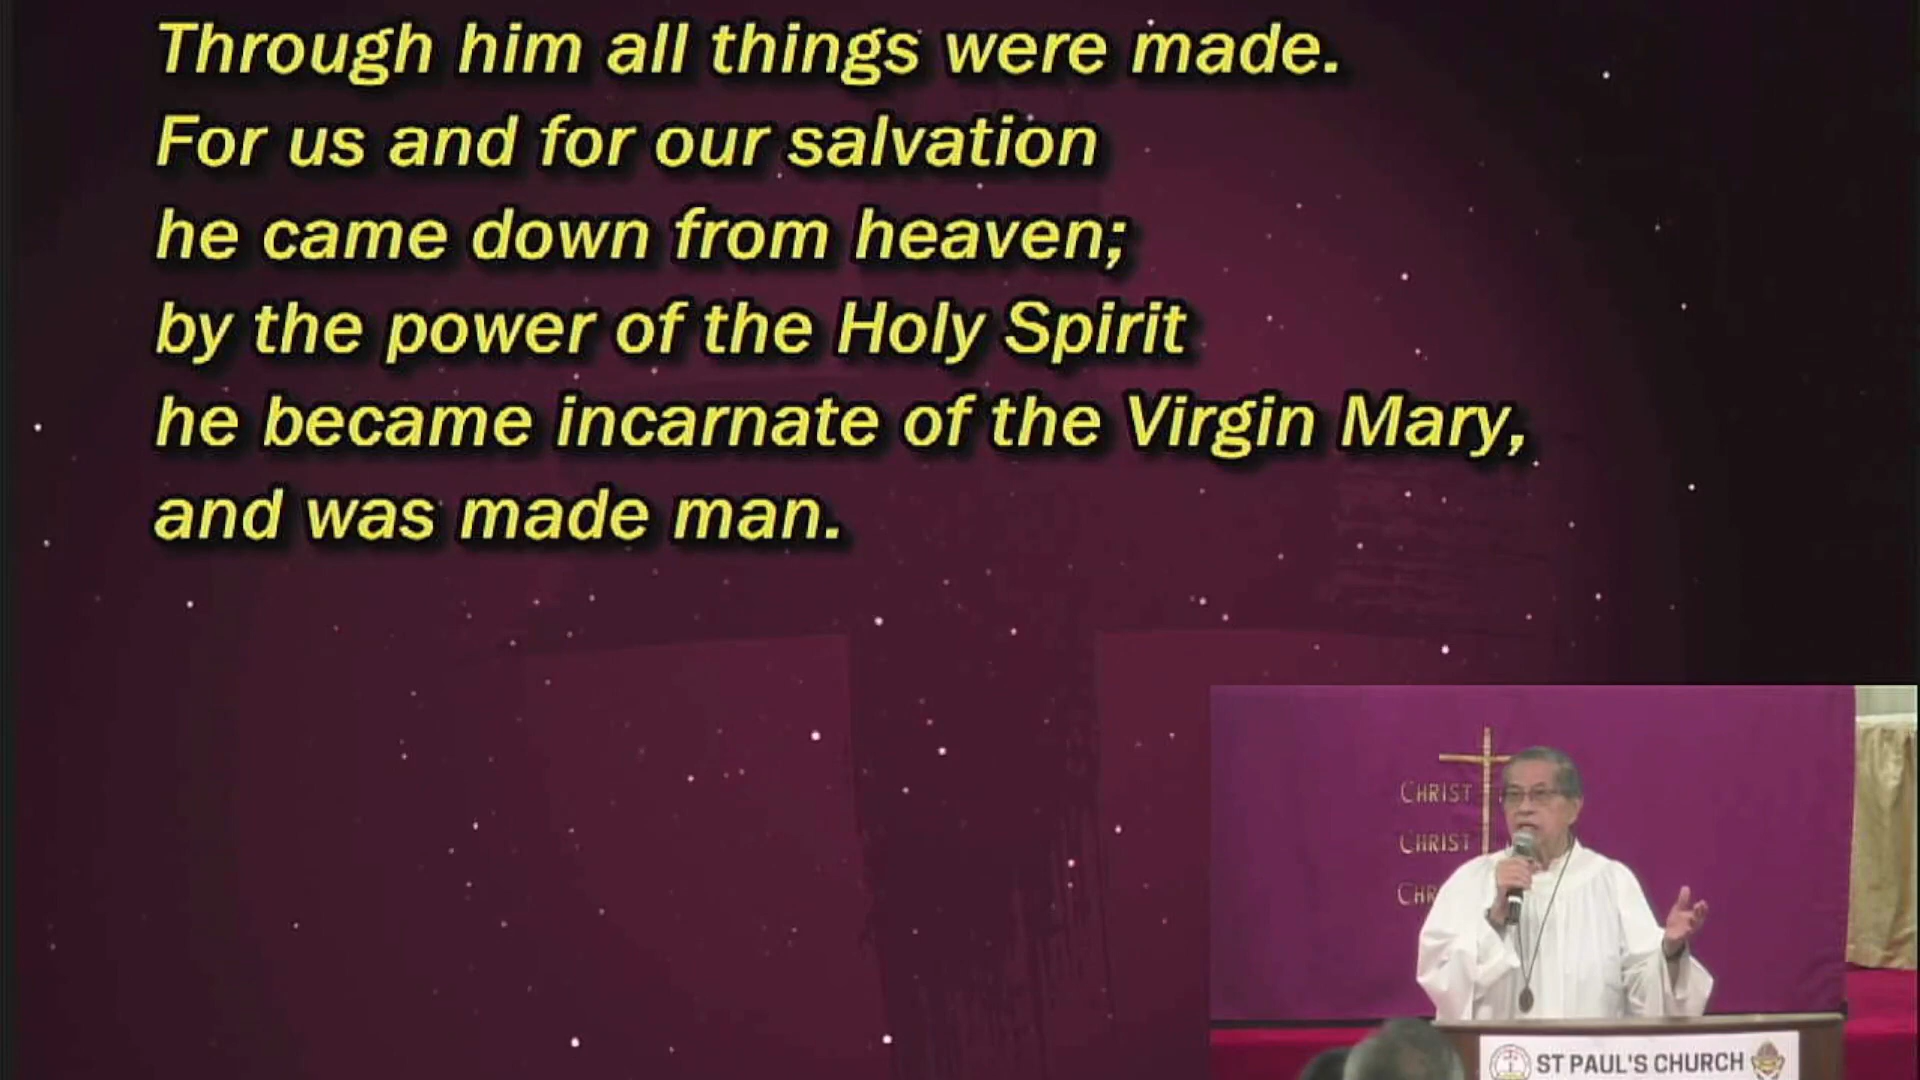 Through him all things were made.
For us and for our salvation
he came down from heaven;
by the power of the Holy Spirit
he became incarnate of the Virgin Mary,
and was made man.
CHRIST
CHRIST
ST PAUL'S CHURCH